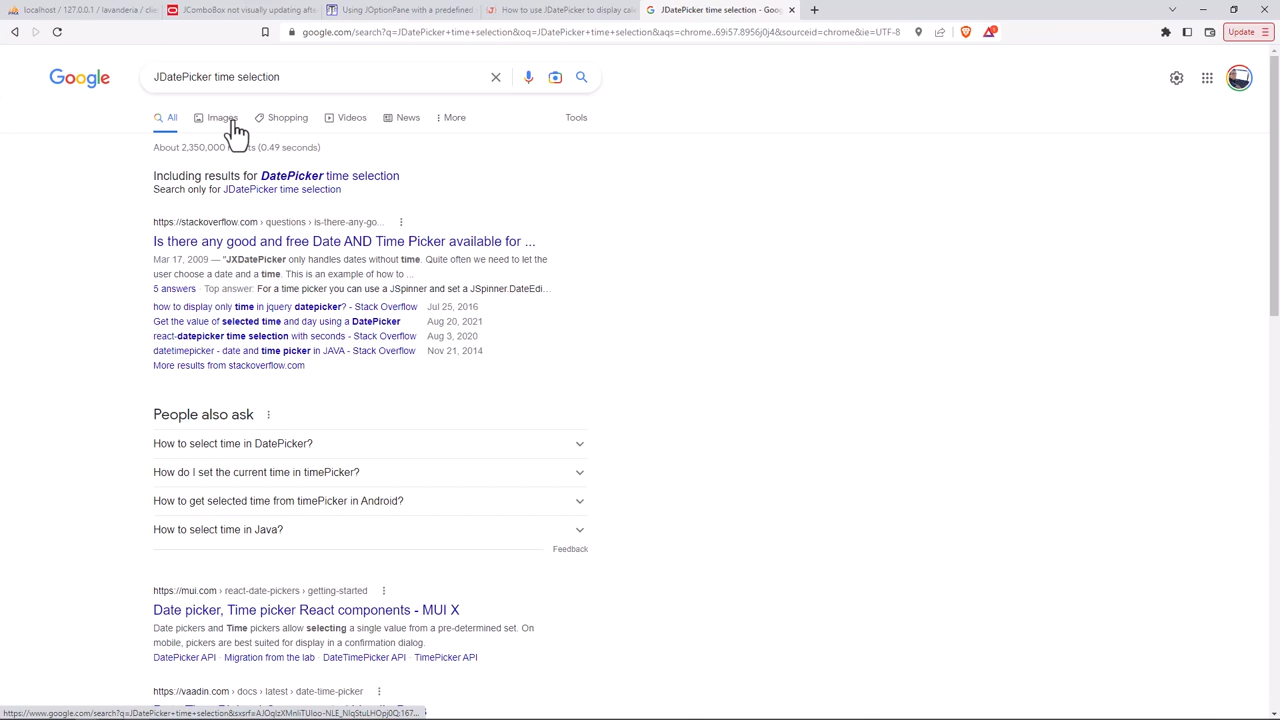 localhost / 127.0.0.1 / lavanderia / clie
JComboBox not visually updating afte
Using JOptionPane with a predefined
How to use JDatePicker to display cale
JDatePicker time selection - Goo
google.com/search?q=JDatePicker+time+selection&oq=JDatePicker+time+selection&aqs=chrome..69i57.8956j0j4&sourceid=chrome&ie=UTF-8
Update
Google
JDatePicker time selection
All
Images
Shopping
Videos
News
More
Tools
About 2,350,000 (0.49 seconds)
Including results for DatePicker time selection
Search only for JDatePicker time selection
https://stackoverflow.com › questions › is-there-any-go...
Is there any good and free Date AND Time Picker available for ...
Mar 17, 2009 — "JXDatePicker only handles dates without time. Quite often we need to let the
user choose a date and a time. This is an example of how to ...
5 answers · Top answer: For a time picker you can use a JSpinner and set a JSpinner.DateEdi...
how to display only time in jquery datepicker? - Stack Overflow Jul 25, 2016
Get the value of selected time and day using a DatePicker Aug 20, 2021
react-datepicker time selection with seconds - Stack Overflow Aug 3, 2020
datetimepicker - date and time picker in JAVA - Stack Overflow Nov 21, 2014
More results from stackoverflow.com
People also ask
How to select time in DatePicker?
How do I set the current time in timePicker?
How to get selected time from timePicker in Android?
How to select time in Java?
Feedback
https://mui.com › react-date-pickers › getting-started
Date picker, Time picker React components - MUI X
Date pickers and Time pickers allow selecting a single value from a pre-determined set. On
mobile, pickers are best suited for display in a confirmation dialog.
DatePicker API · Migration from the lab · DateTimePicker API · TimePicker API
https://vaadin.com › docs › latest › date-time-picker